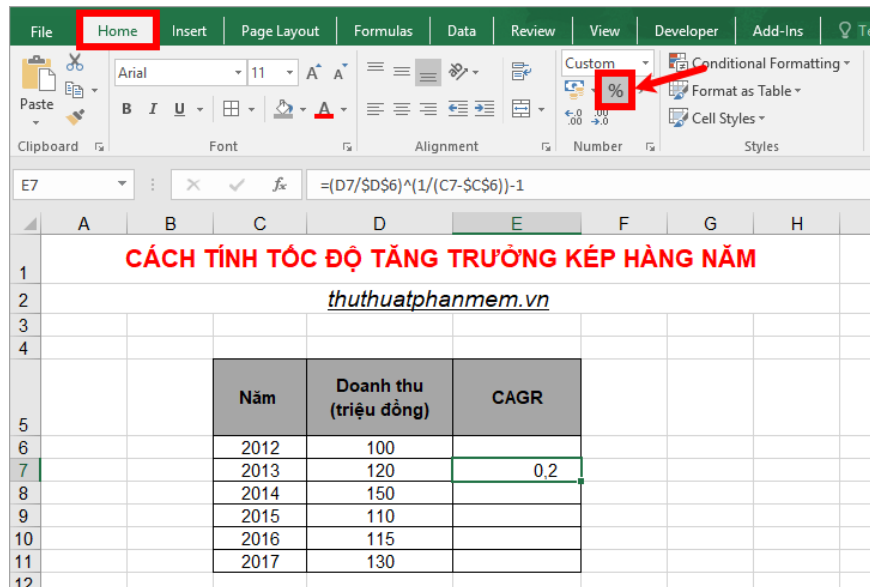 File Home Insert Page Layout Formulas Data Review View Developer Add-Ins
Arial 11 A A Custom Conditional Formatting
Paste B I U A % Format as Table
.00 .00 Cell Styles
Clipboard Font Alignment Number Styles
E7 fx =(D7/$D$6)^(1/(C7-$C$6))-1
A B C D E F G H
1 CÁCH TÍNH TỐC ĐỘ TĂNG TRƯỞNG KÉP HÀNG NĂM
2 thuthuatphanmem.vn
3
4
5 Năm Doanh thu (triệu đồng) CAGR
6 2012 100
7 2013 120 0,2
8 2014 150
9 2015 110
10 2016 115
11 2017 130
12